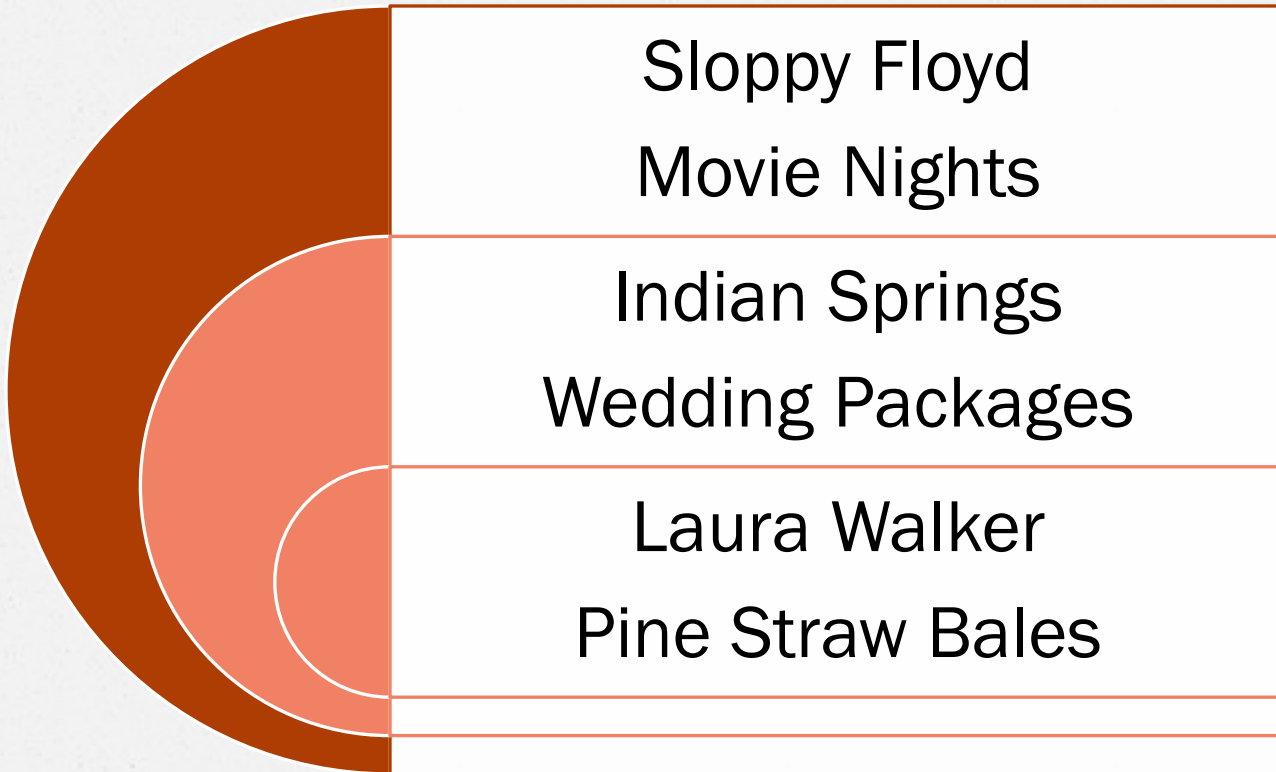 Sloppy Floyd
Movie Nights
Indian Springs
Wedding Packages
Laura Walker
Pine Straw Bales